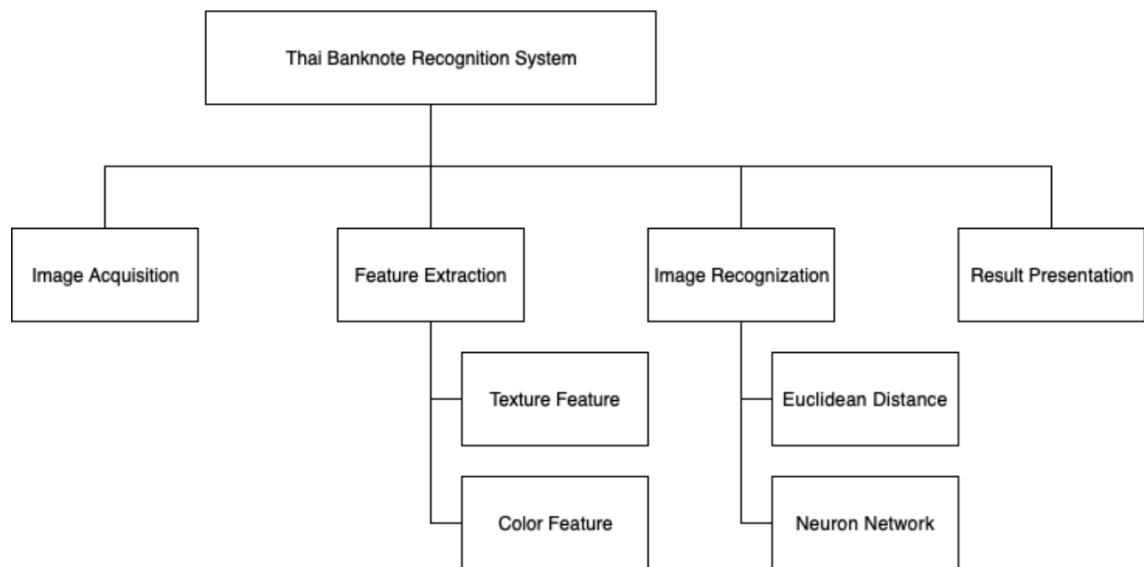 Thai Banknote Recognition System
Image Acquisition
Feature Extraction
Image Recognization
Result Presentation
Texture Feature
Euclidean Distance
Color Feature
Neuron Network